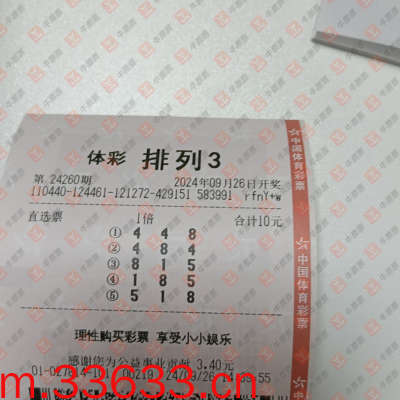 体彩 排列3
第 24260期 2024年09月26日开奖
110440-124461-121272-429151 583991 rfnY+w
直选票 1倍 合计10元
① 4 4 8
② 4 8 4
③ 8 1 5
④ 1 8 5
⑤ 5 1 8
理性购买彩票 享受小小娱乐
感谢您为公益事业贡献 3.40元
m.33633.cn
中国体育彩票
中国体育彩票